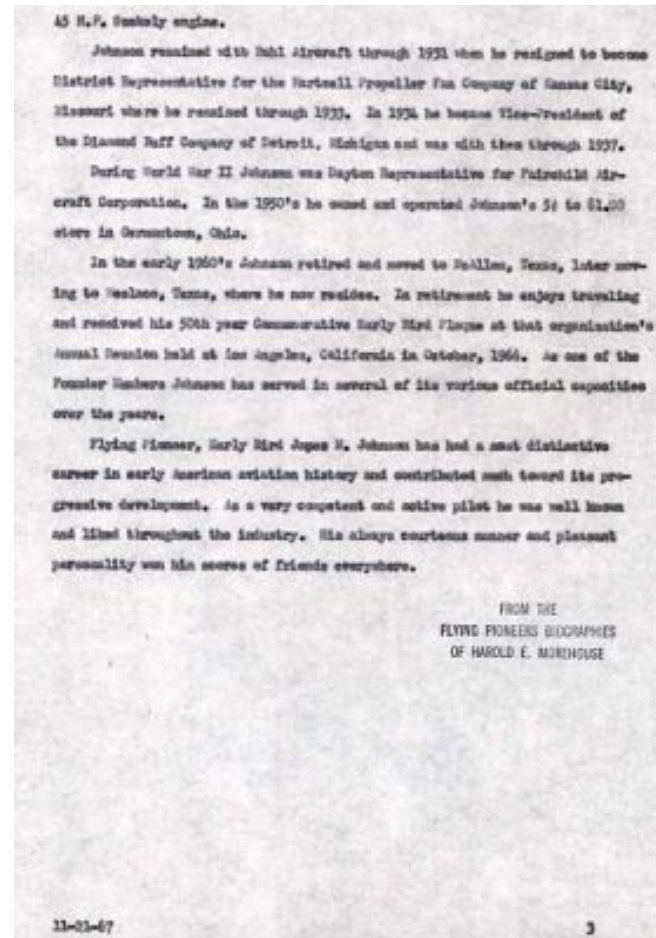 45 H.P. Szekely engine.
Johnson remained with Buhl Aircraft through 1931 when he resigned to become
District Representative for the Hartzell Propeller Fan Company of Kansas City,
Missouri where he remained through 1933. In 1934 he became Vice-President of
the Diamond Buff Company of Detroit, Michigan and was with them through 1937.
During World War II Johnson was Dayton Representative for Fairchild Air-
craft Corporation. In the 1950's he owned and operated Johnson's 5¢ to $1.00
store in Germantown, Ohio.
In the early 1960's Johnson retired and moved to McAllen, Texas, later mov-
ing to Weslaco, Texas, where he now resides. In retirement he enjoys traveling
and received his 50th year Commemorative Early Bird Plaque at that organization's
Annual Reunion held at Los Angeles, California in October, 1966. As one of the
Founder Members Johnson has served in several of its various official capacities
over the years.
Flying Pioneer, Early Bird James M. Johnson has had a most distinctive
career in early American aviation history and contributed much toward its pro-
gressive development. As a very competent and active pilot he was well known
and liked throughout the industry. His always courteous manner and pleasant
personality won him scores of friends everywhere.
FROM THE
FLYING PIONEERS BIOGRAPHIES
OF HAROLD E. MOREHOUSE
11-21-67 3